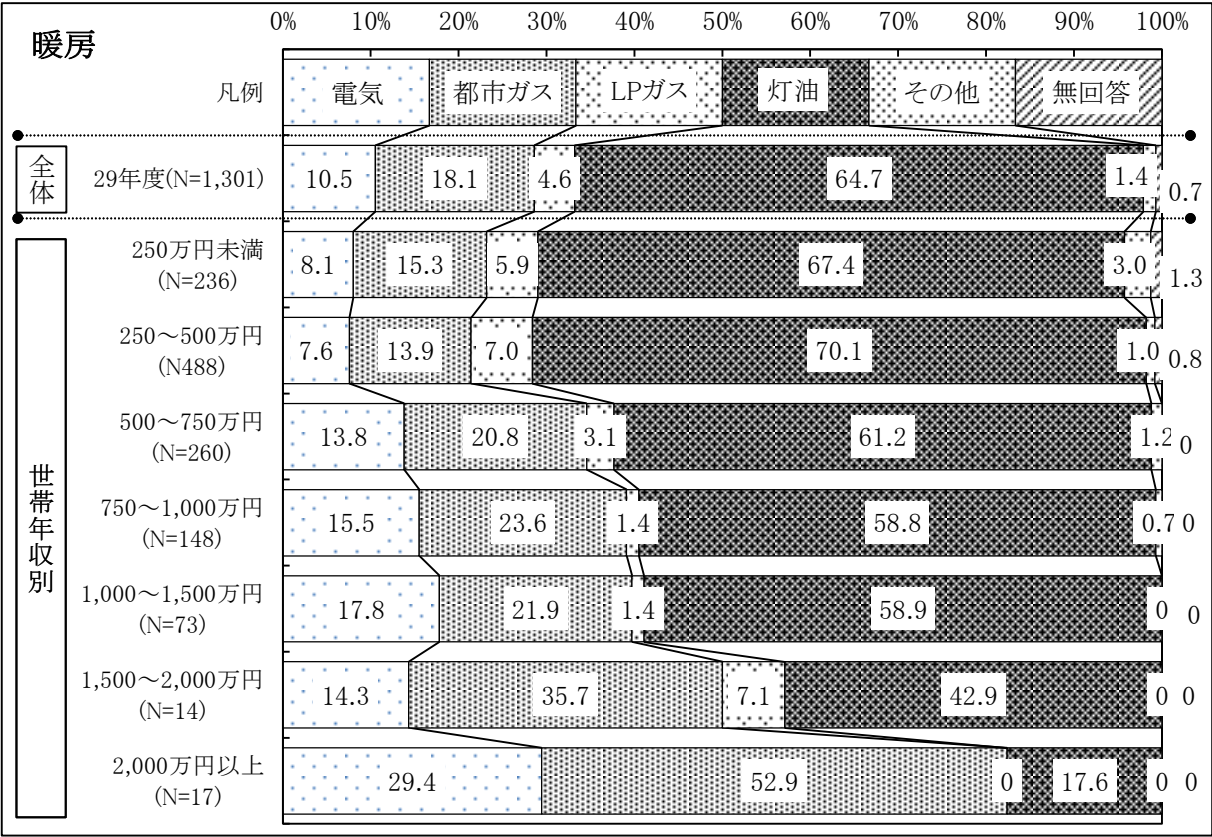 暖房
0% 10% 20% 30% 40% 50% 60% 70% 80% 90% 100%
凡例 電気 都市ガス LPガス 灯油 その他 無回答
全体
29年度(N=1,301) 10.5 18.1 4.6 64.7 1.4 0.7
世帯年収別
250万円未満
(N=236)
8.1 15.3 5.9 67.4 3.0 1.3
250～500万円
(N488)
7.6 13.9 7.0 70.1 1.0 0.8
500～750万円
(N=260)
13.8 20.8 3.1 61.2 1.2 0
750～1,000万円
(N=148)
15.5 23.6 1.4 58.8 0.7 0
1,000～1,500万円
(N=73)
17.8 21.9 1.4 58.9 0 0
1,500～2,000万円
(N=14)
14.3 35.7 7.1 42.9 0 0
2,000万円以上
(N=17)
29.4 52.9 0 17.6 0 0